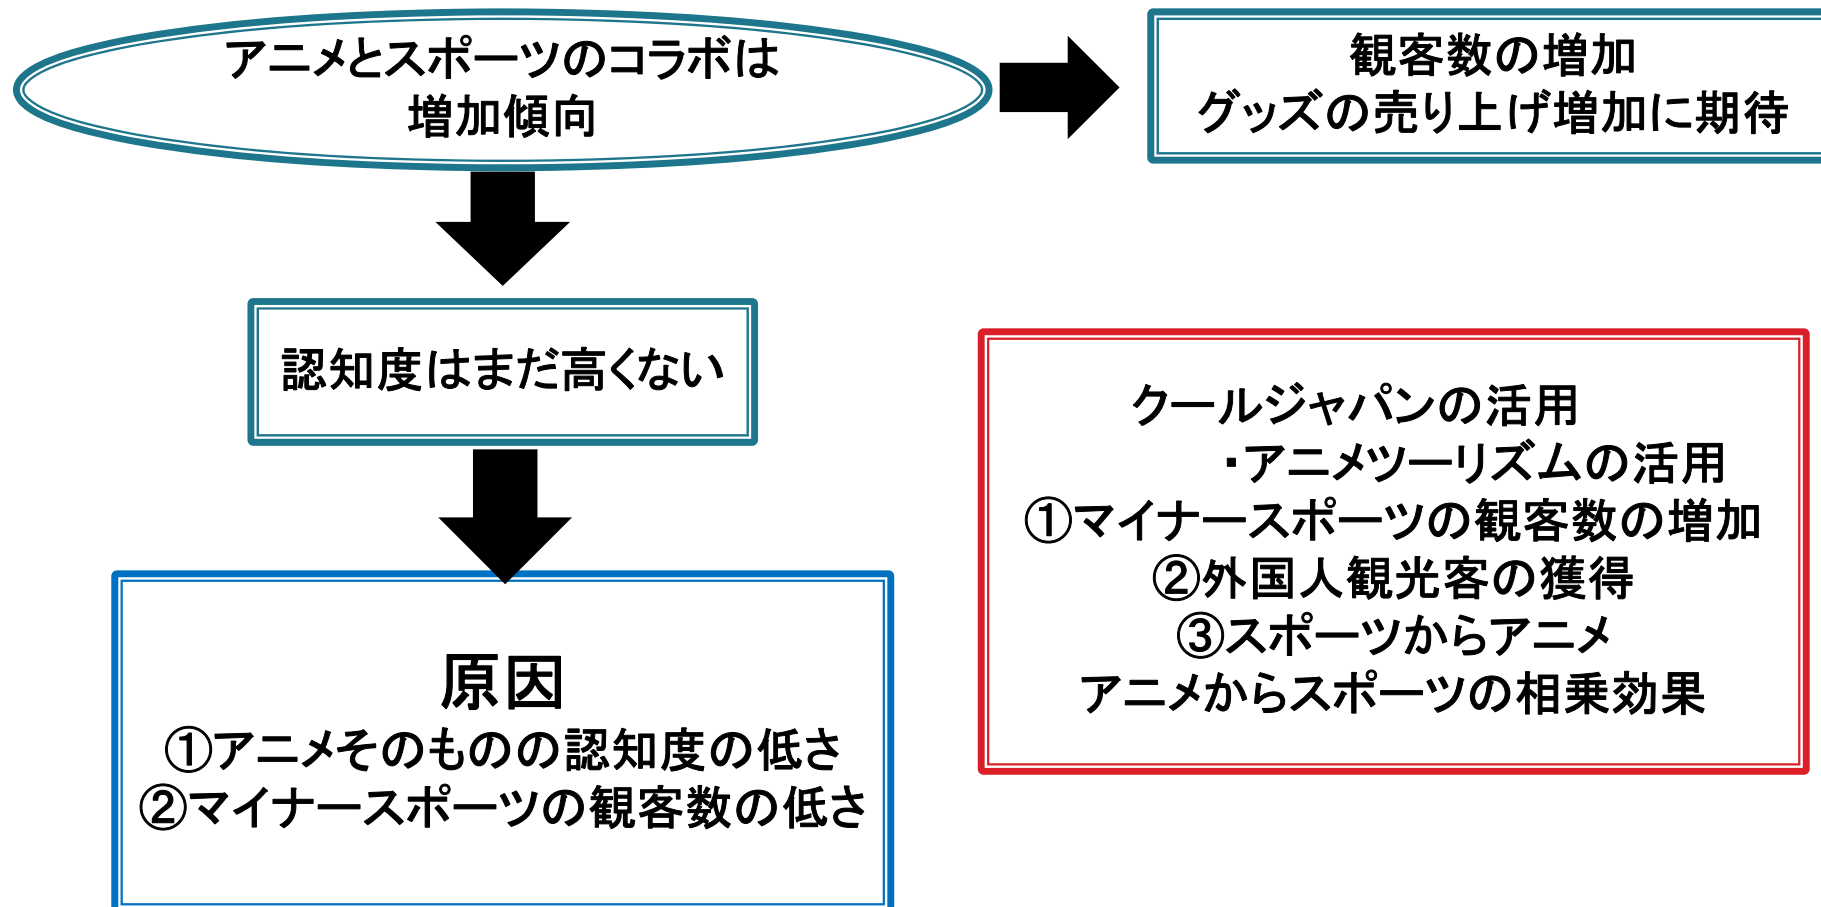 アニメとスポーツのコラボは
増加傾向
観客数の増加
グッズの売り上げ増加に期待
認知度はまだ高くない
クールジャパンの活用
・アニメツーリズムの活用
①マイナースポーツの観客数の増加
②外国人観光客の獲得
③スポーツからアニメ
アニメからスポーツの相乗効果
原因
①アニメそのものの認知度の低さ
②マイナースポーツの観客数の低さ